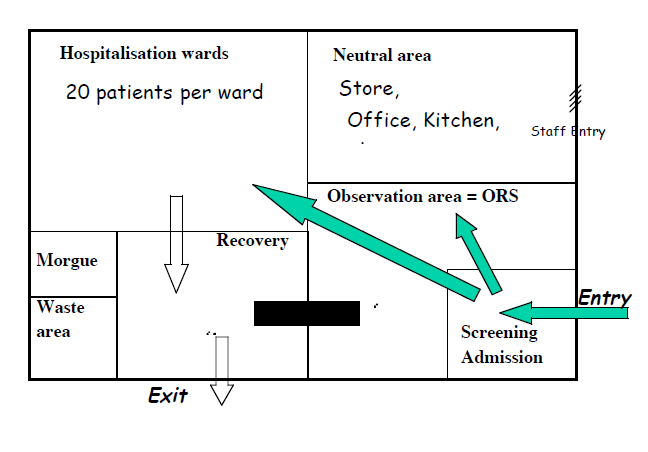 Hospitalisation wards
20 patients per ward
Neutral area
Store,
Office, Kitchen,
Staff Entry
Observation area = ORS
Recovery
Morgue
Waste
area
Entry
Screening
Admission
Exit